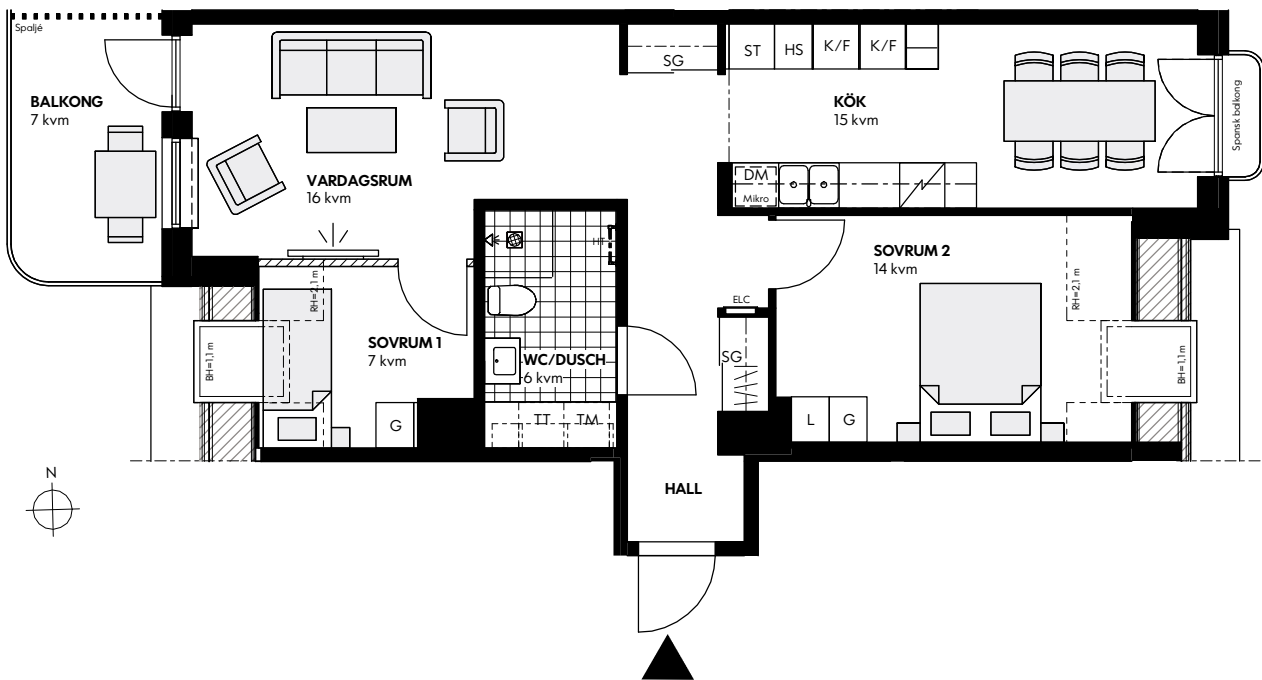 Spaljé
BALKONG
7 kvm
VARDAGSRUM
16 kvm
SG
ST
HS
K/F
K/F
KÖK
15 kvm
Spansk balkong
DM
Mikro
HT
SOVRUM 2
14 kvm
RH=2,1 m
BH=1,1 m
ELC
SG
L
G
RH=2,1 m
BH=1,1 m
SOVRUM 1
7 kvm
G
WC/DUSCH
6 kvm
TT
TM
HALL
N